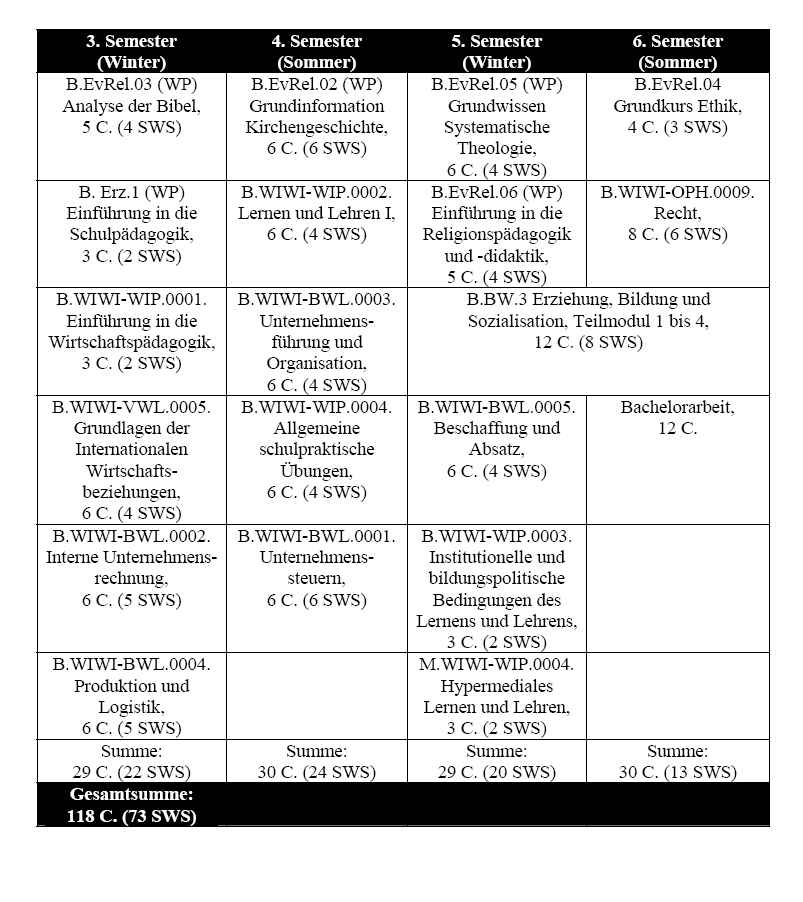 3. Semester
(Winter)
4. Semester
(Sommer)
5. Semester
(Winter)
6. Semester
(Sommer)
B.EvRel.03 (WP)
Analyse der Bibel,
5 C. (4 SWS)
B.EvRel.02 (WP)
Grundinformation
Kirchengeschichte,
6 C. (6 SWS)
B.EvRel.05 (WP)
Grundwissen
Systematische
Theologie,
6 C. (4 SWS)
B.EvRel.04
Grundkurs Ethik,
4 C. (3 SWS)
B. Erz.1 (WP)
Einführung in die
Schulpädagogik,
3 C. (2 SWS)
B.WIWI-WIP.0002.
Lernen und Lehren I,
6 C. (4 SWS)
B.EvRel.06 (WP)
Einführung in die
Religionspädagogik
und -didaktik,
5 C. (4 SWS)
B.WIWI-OPH.0009.
Recht,
8 C. (6 SWS)
B.WIWI-WIP.0001.
Einführung in die
Wirtschaftspädagogik,
3 C. (2 SWS)
B.WIWI-BWL.0003.
Unternehmens-
führung und
Organisation,
6 C. (4 SWS)
B.BW.3 Erziehung, Bildung und
Sozialisation, Teilmodul 1 bis 4,
12 C. (8 SWS)
B.WIWI-VWL.0005.
Grundlagen der
Internationalen
Wirtschafts-
beziehungen,
6 C. (4 SWS)
B.WIWI-WIP.0004.
Allgemeine
schulpraktische
Übungen,
6 C. (4 SWS)
B.WIWI-BWL.0005.
Beschaffung und
Absatz,
6 C. (4 SWS)
Bachelorarbeit,
12 C.
B.WIWI-BWL.0002.
Interne Unternehmens-
rechnung,
6 C. (5 SWS)
B.WIWI-BWL.0001.
Unternehmens-
steuern,
6 C. (6 SWS)
B.WIWI-WIP.0003.
Institutionelle und
bildungspolitische
Bedingungen des
Lernens und Lehrens,
3 C. (2 SWS)
B.WIWI-BWL.0004.
Produktion und
Logistik,
6 C. (5 SWS)
M.WIWI-WIP.0004.
Hypermediales
Lernen und Lehren,
3 C. (2 SWS)
Summe:
29 C. (22 SWS)
Summe:
30 C. (24 SWS)
Summe:
29 C. (20 SWS)
Summe:
30 C. (13 SWS)
Gesamtsumme:
118 C. (73 SWS)